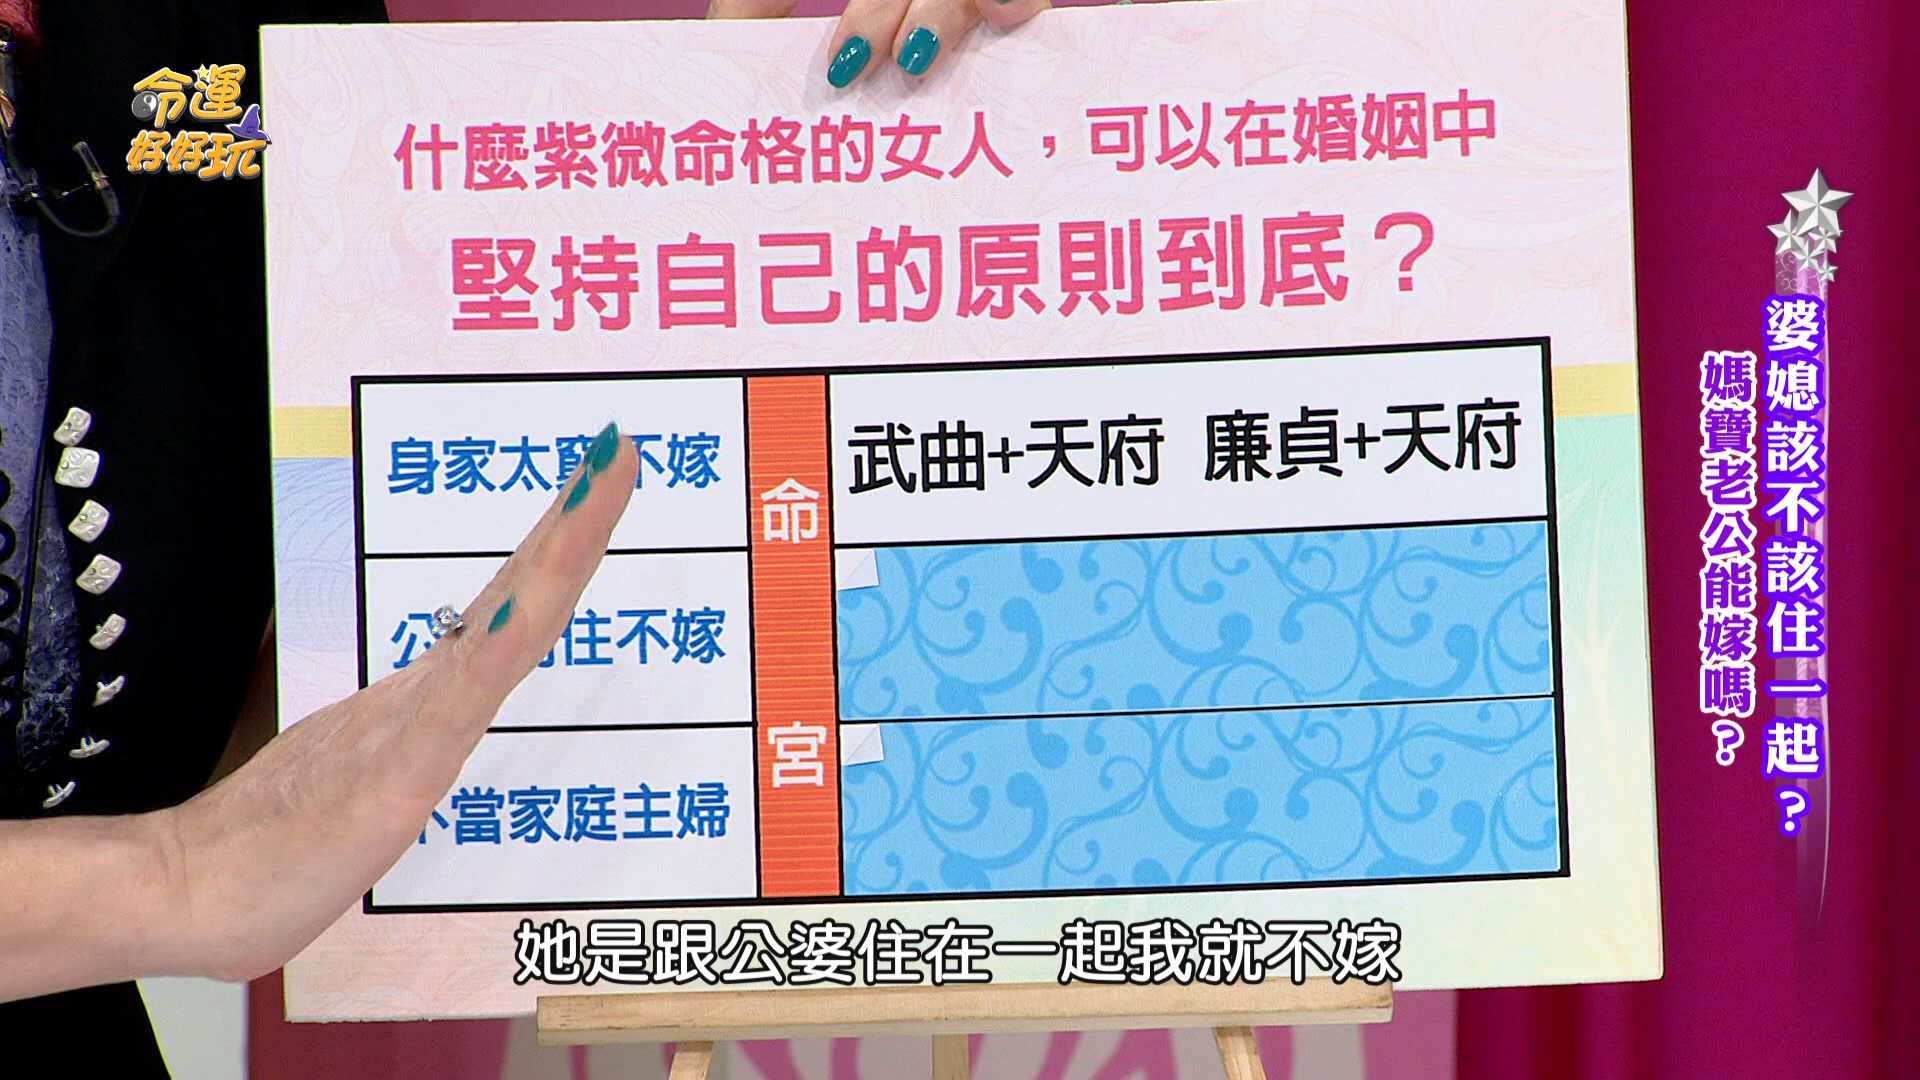 命運
好好玩
什麼紫微命格的女人，可以在婚姻中
堅持自己的原則到底？
身家太窮不嫁
命宮
武曲+天府 廉貞+天府
公
住不嫁
當家庭主婦
婆媳該不該住一起？
媽寶老公能嫁嗎？
她是跟公婆住在一起我就不嫁